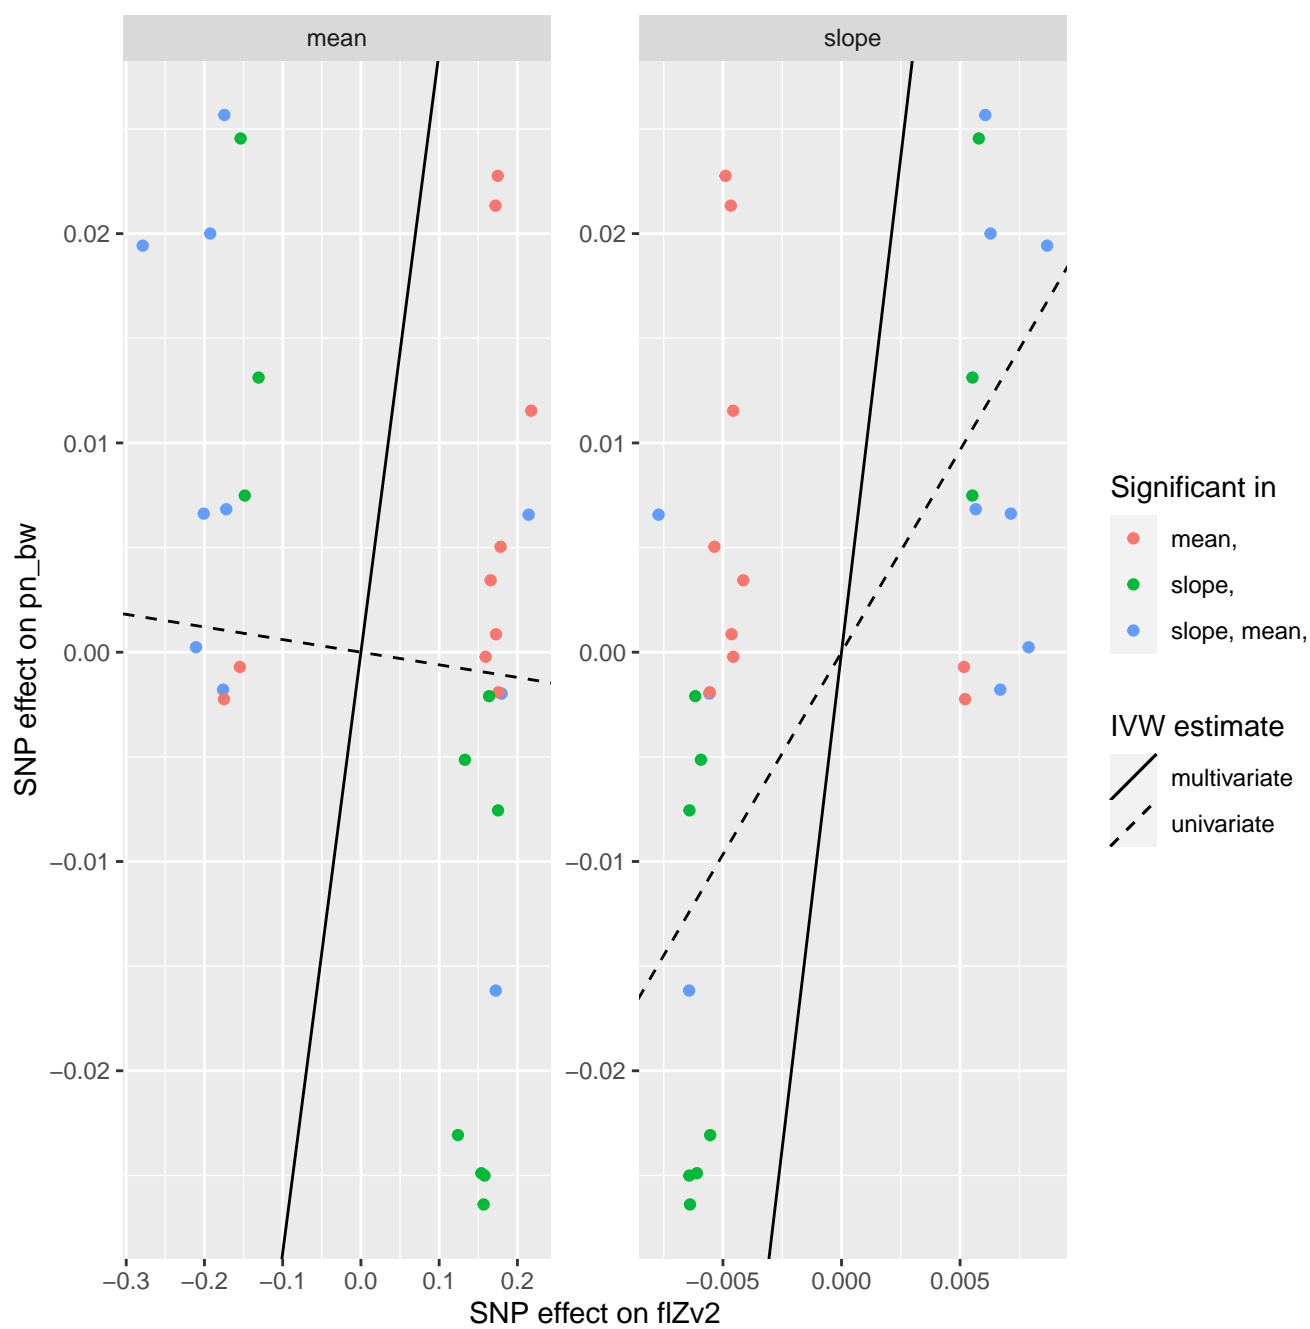 mean
slope
0.02
0.01
0.00
−0.01
−0.02
−0.3
−0.2
−0.1
0.0
0.1
0.2
0.02
0.01
0.00
−0.01
−0.02
−0.005
0.000
0.005
SNP effect on pn_bw
SNP effect on flZv2
Significant in
mean,
slope,
slope, mean,
IVW estimate
multivariate
univariate